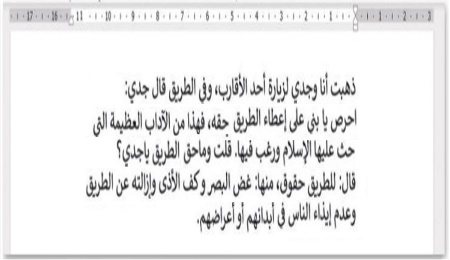 ذهبت أنا وجدي لزيارة أحد الأقارب، وفي الطريق قال جدي:
احرص يا بني على إعطاء الطريق حقه، فهذا من الآداب العظيمة التي
حث عليها الإسلام ورغب فيها. قلت وماحق الطريق ياجدي؟
قال: للطريق حقوق، منها: غض البصر و كف الأذى وإزالته عن الطريق
وعدم إيذاء الناس في أبدانهم أو أعراضهم.